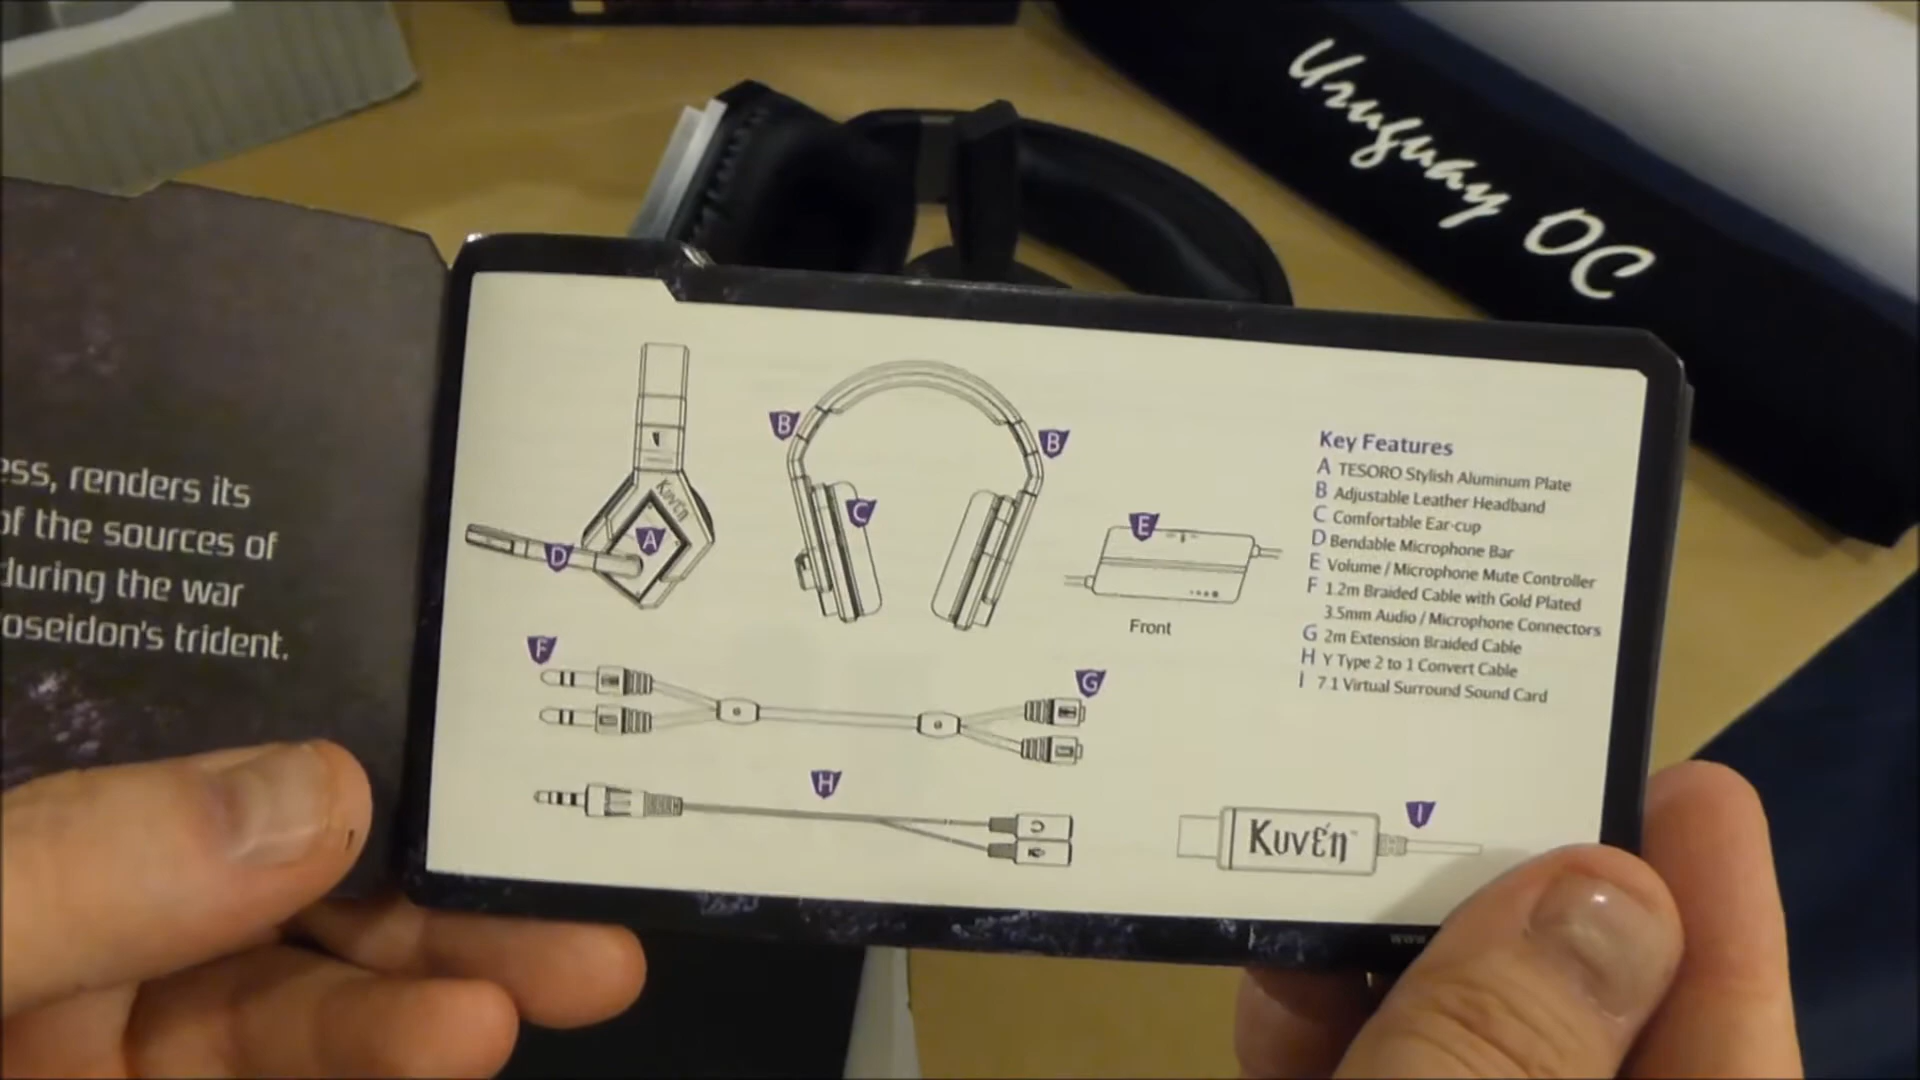 Uruguay OC
ess, renders its
of the sources of
during the war
oseidon's trident.
Kuvέη
A
D
B
B
C
E
Front
F
G
H
Kuvέη™
I
Key Features
A TESORO Stylish Aluminum Plate
B Adjustable Leather Headband
C Comfortable Ear-cup
D Bendable Microphone Bar
E Volume / Microphone Mute Controller
F 1.2m Braided Cable with Gold Plated
3.5mm Audio / Microphone Connectors
G 2m Extension Braided Cable
H Y Type 2 to 1 Convert Cable
I 7.1 Virtual Surround Sound Card
www.